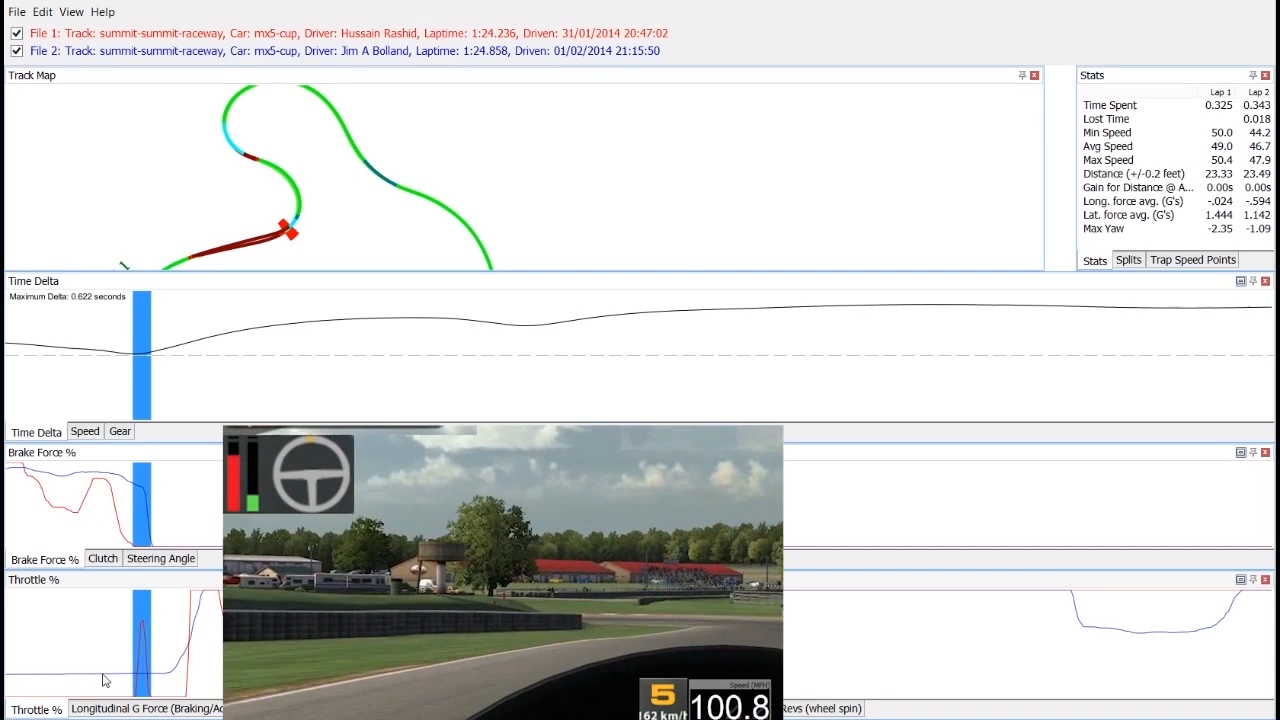 File Edit View Help
File 1: Track: summit-summit-raceway, Car: mx5-cup, Driver: Hussain Rashid, Laptime: 1:24.236, Driven: 31/01/2014 20:47:02
File 2: Track: summit-summit-raceway, Car: mx5-cup, Driver: Jim A Bolland, Laptime: 1:24.858, Driven: 01/02/2014 21:15:50
Track Map
1
Stats
Lap 1 Lap 2
Time Spent 0.325 0.343
Lost Time 0.018
Min Speed 50.0 44.2
Avg Speed 49.0 46.7
Max Speed 50.4 47.9
Distance (+/-0.2 feet) 23.33 23.49
Gain for Distance @ A... 0.00s 0.00s
Long. force avg. (G's) -.024 -.594
Lat. force avg. (G's) 1.444 1.142
Max Yaw -2.35 -1.09
Stats Splits Trap Speed Points
Time Delta
Maximum Delta: 0.622 seconds
Time Delta Speed Gear
Brake Force %
Brake Force % Clutch Steering Angle
Throttle %
Throttle % Longitudinal G Force (Braking/Ac
Revs (wheel spin)
5
162 km/h
Speed (MPH)
100.8